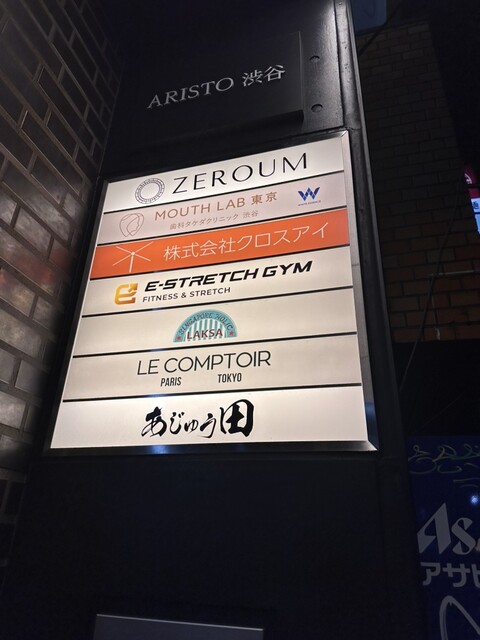 ARISTO 渋谷
ZEROUM
MOUTH LAB 東京
歯科タケダクリニック 渋谷
株式会社クロスアイ
E-STRETCH GYM
FITNESS & STRETCH
LAKSA
LE COMPTOIR
PARIS TOKYO
あじゅう田
As
アサヒ